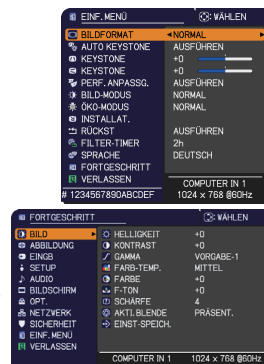 EINF. MENÜ : WÄHLEN
BILDFORMAT NORMAL
AUTO KEYSTONE AUSFÜHREN
KEYSTONE +0
KEYSTONE +0
PERF. ANPASSG. AUSFÜHREN
BILD-MODUS NORMAL
ÖKO-MODUS NORMAL
INSTALLAT.
RÜCKST AUSFÜHREN
FILTER-TIMER 2h
SPRACHE DEUTSCH
FORTGESCHRITT
VERLASSEN
COMPUTER IN 1
# 1234567890ABCDEF 1024 x 768 @60Hz
FORTGESCHRITT : WÄHLEN
BILD HELLIGKEIT +0
ABBILDUNG KONTRAST +0
EINGB GAMMA VORGABE-1
SETUP FARB-TEMP. MITTEL
AUDIO FARBE +0
BILDSCHIRM F-TON +0
OPT. SCHÄRFE 4
NETZWERK AKTI.BLENDE PRÄSENT.
SICHERHEIT EINST-SPEICH.
EINF. MENÜ
VERLASSEN
COMPUTER IN 1 1024 x 768 @60Hz